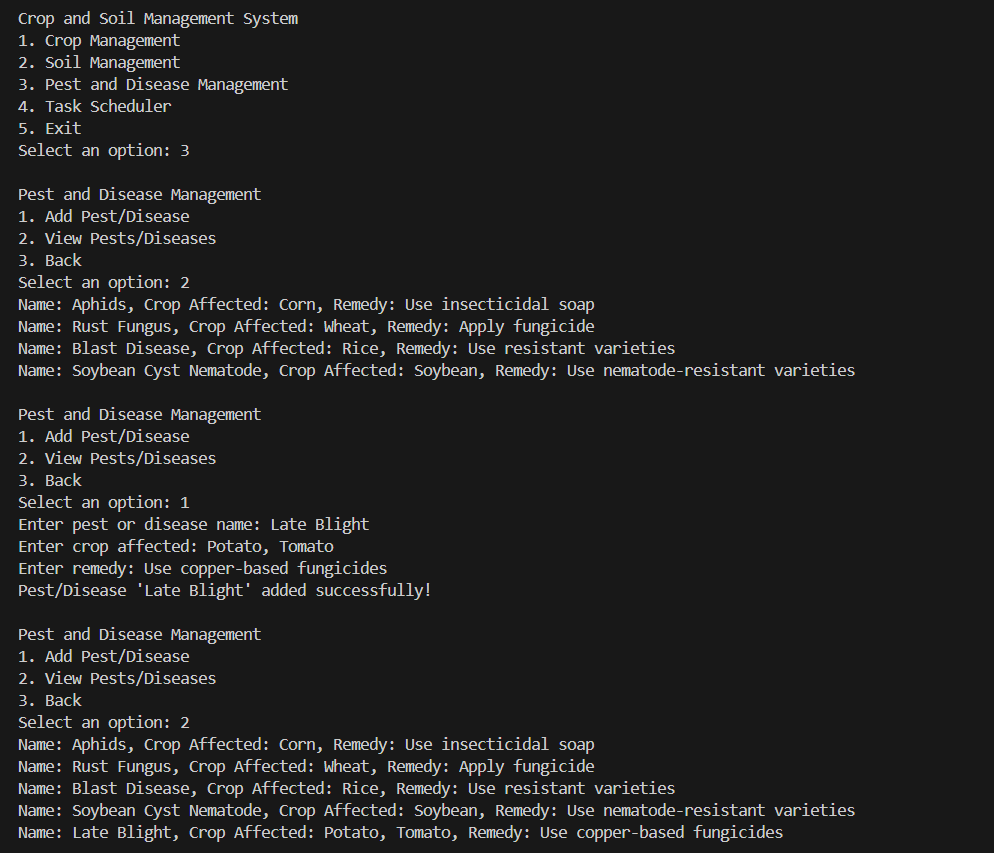 Crop and Soil Management System
1. Crop Management
2. Soil Management
3. Pest and Disease Management
4. Task Scheduler
5. Exit
Select an option: 3
Pest and Disease Management
1. Add Pest/Disease
2. View Pests/Diseases
3. Back
Select an option: 2
Name: Aphids, Crop Affected: Corn, Remedy: Use insecticidal soap
Name: Rust Fungus, Crop Affected: Wheat, Remedy: Apply fungicide
Name: Blast Disease, Crop Affected: Rice, Remedy: Use resistant varieties
Name: Soybean Cyst Nematode, Crop Affected: Soybean, Remedy: Use nematode-resistant varieties
Pest and Disease Management
1. Add Pest/Disease
2. View Pests/Diseases
3. Back
Select an option: 1
Enter pest or disease name: Late Blight
Enter crop affected: Potato, Tomato
Enter remedy: Use copper-based fungicides
Pest/Disease 'Late Blight' added successfully!
Pest and Disease Management
1. Add Pest/Disease
2. View Pests/Diseases
3. Back
Select an option: 2
Name: Aphids, Crop Affected: Corn, Remedy: Use insecticidal soap
Name: Rust Fungus, Crop Affected: Wheat, Remedy: Apply fungicide
Name: Blast Disease, Crop Affected: Rice, Remedy: Use resistant varieties
Name: Soybean Cyst Nematode, Crop Affected: Soybean, Remedy: Use nematode-resistant varieties
Name: Late Blight, Crop Affected: Potato, Tomato, Remedy: Use copper-based fungicides